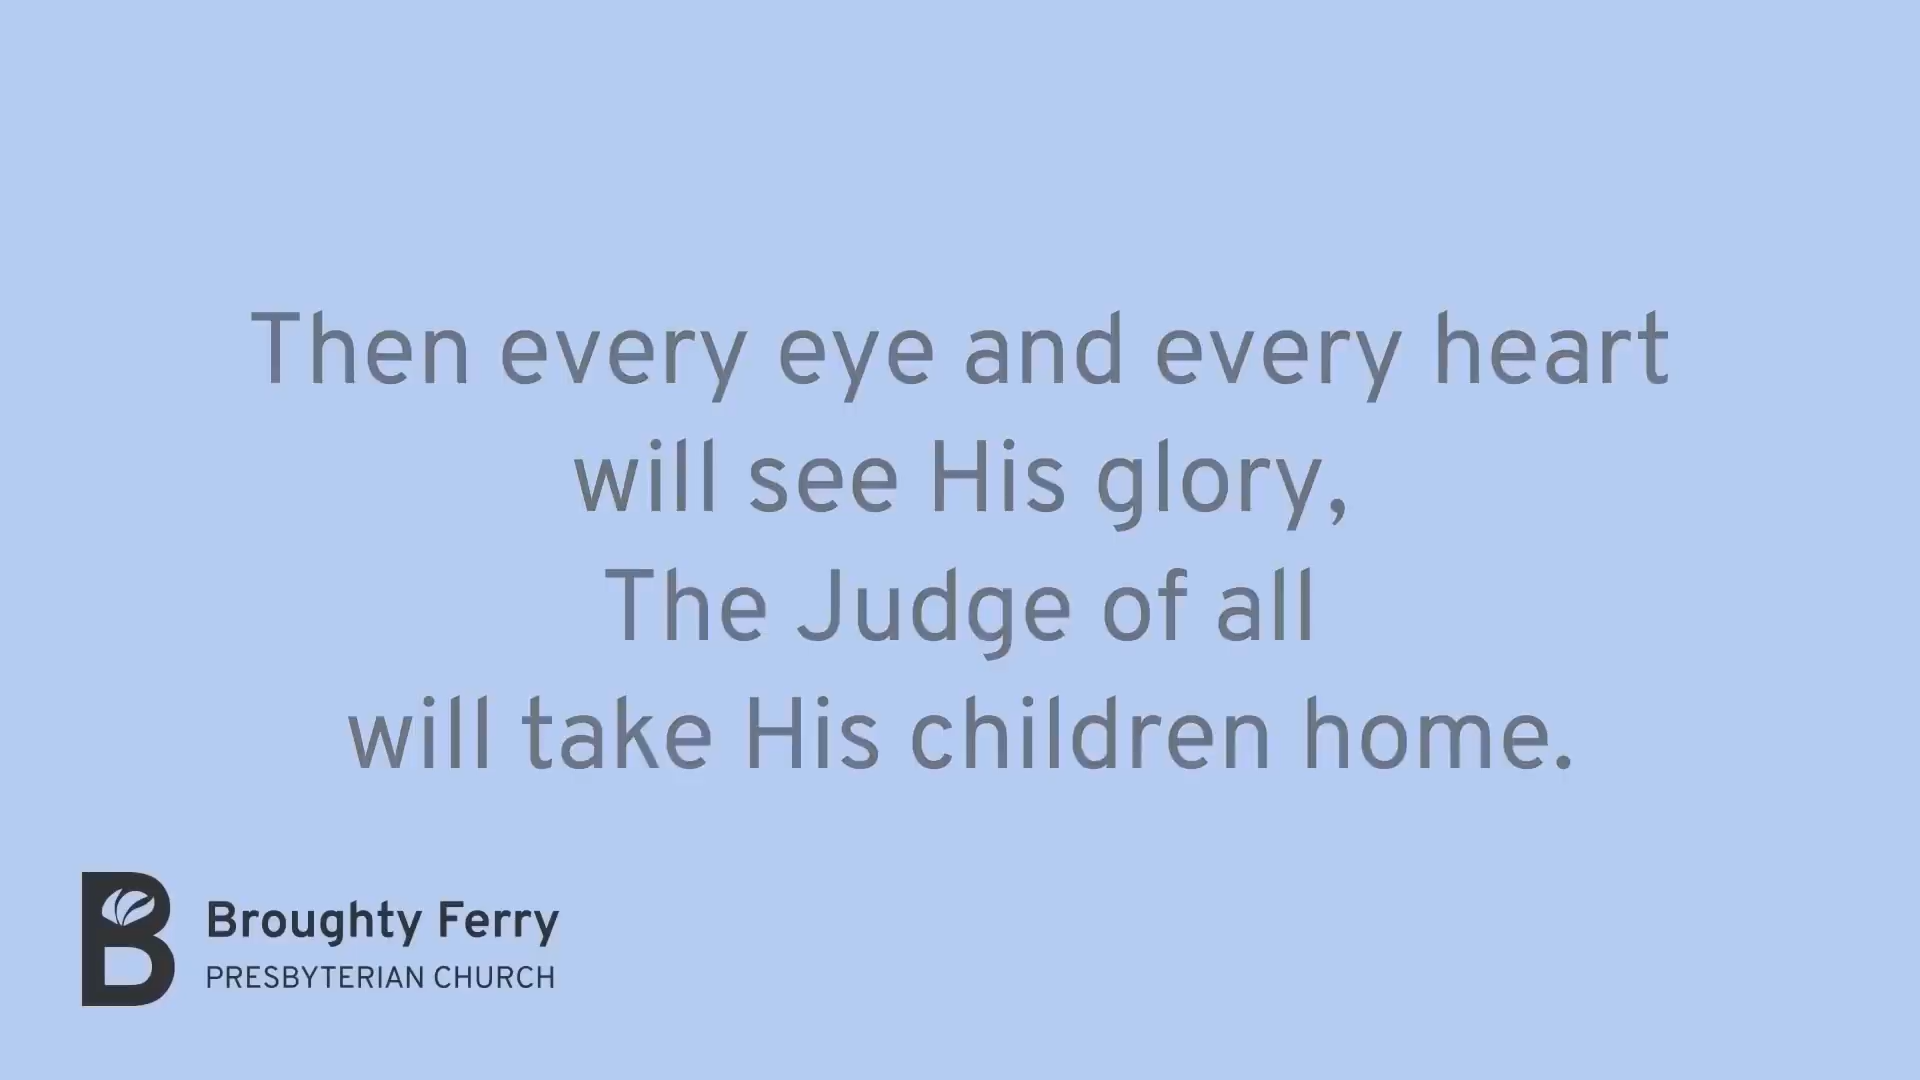 Then every eye and every heart
will see His glory,
The Judge of all
will take His children home.
Broughty Ferry
PRESBYTERIAN CHURCH